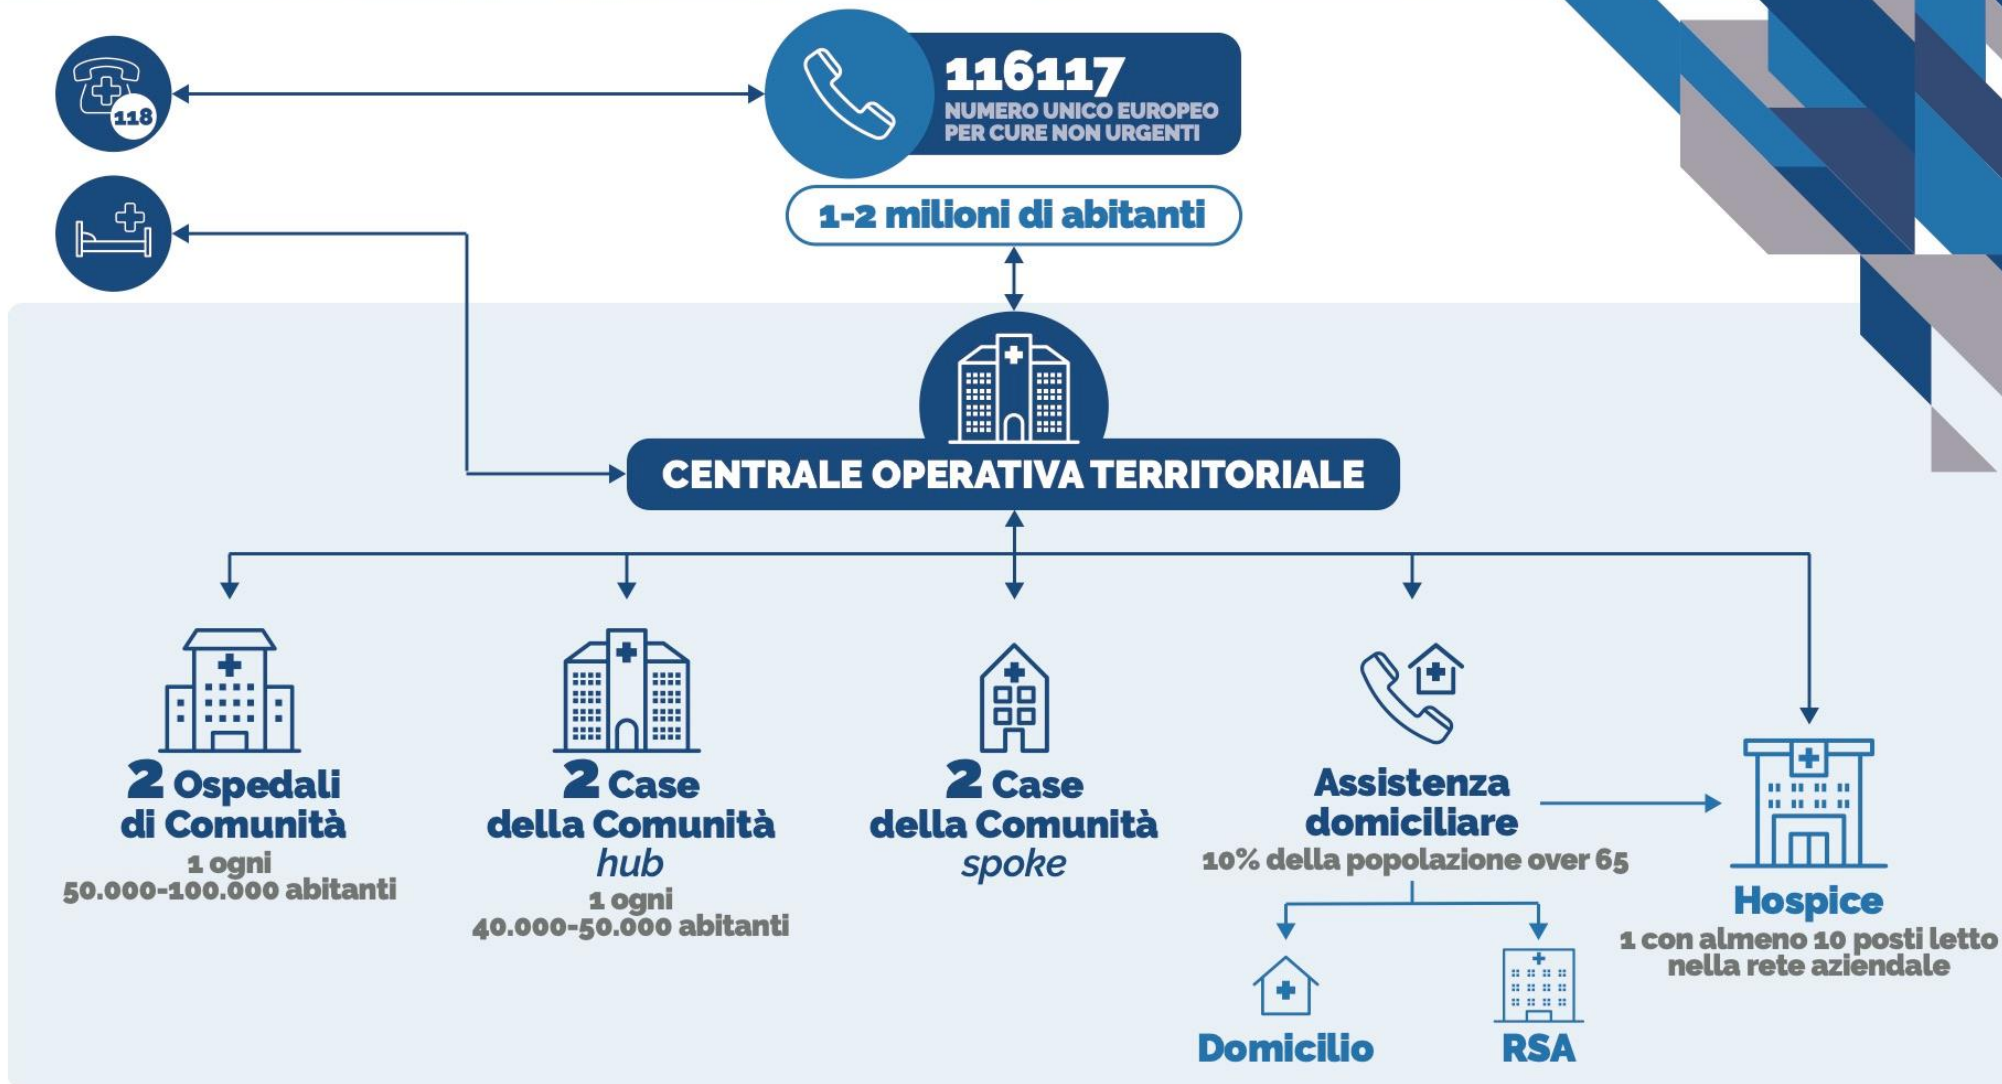 118
116117
NUMERO UNICO EUROPEO
PER CURE NON URGENTI
1-2 milioni di abitanti
CENTRALE OPERATIVA TERRITORIALE
2 Ospedali
di Comunità
1 ogni
50.000-100.000 abitanti
2 Case
della Comunità
hub
1 ogni
40.000-50.000 abitanti
2 Case
della Comunità
spoke
Assistenza
domiciliare
10% della popolazione over 65
Domicilio
RSA
Hospice
1 con almeno 10 posti letto
nella rete aziendale